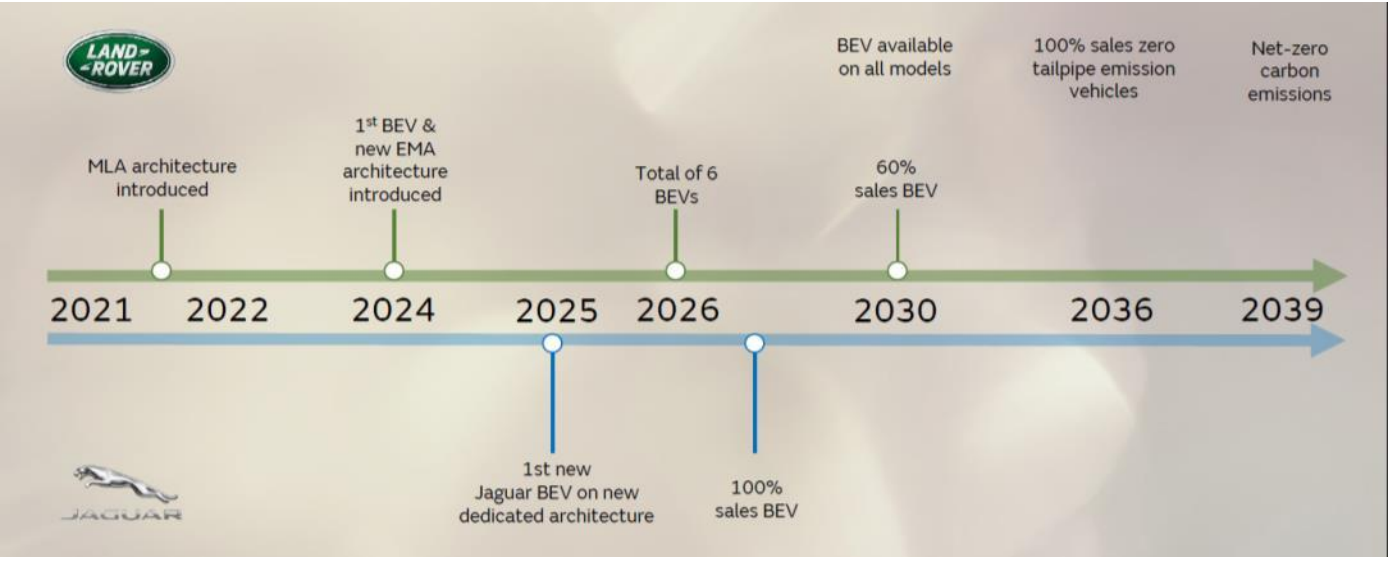 LAND-
-ROVER
BEV available
on all models
100% sales zero
tailpipe emission
vehicles
Net-zero
carbon
emissions
MLA architecture
introduced
1st BEV &
new EMA
architecture
introduced
Total of 6
BEVs
60%
sales BEV
2021 2022 2024 2025 2026 2030 2036 2039
1st new
Jaguar BEV on new
dedicated architecture
100%
sales BEV
JAGUAR